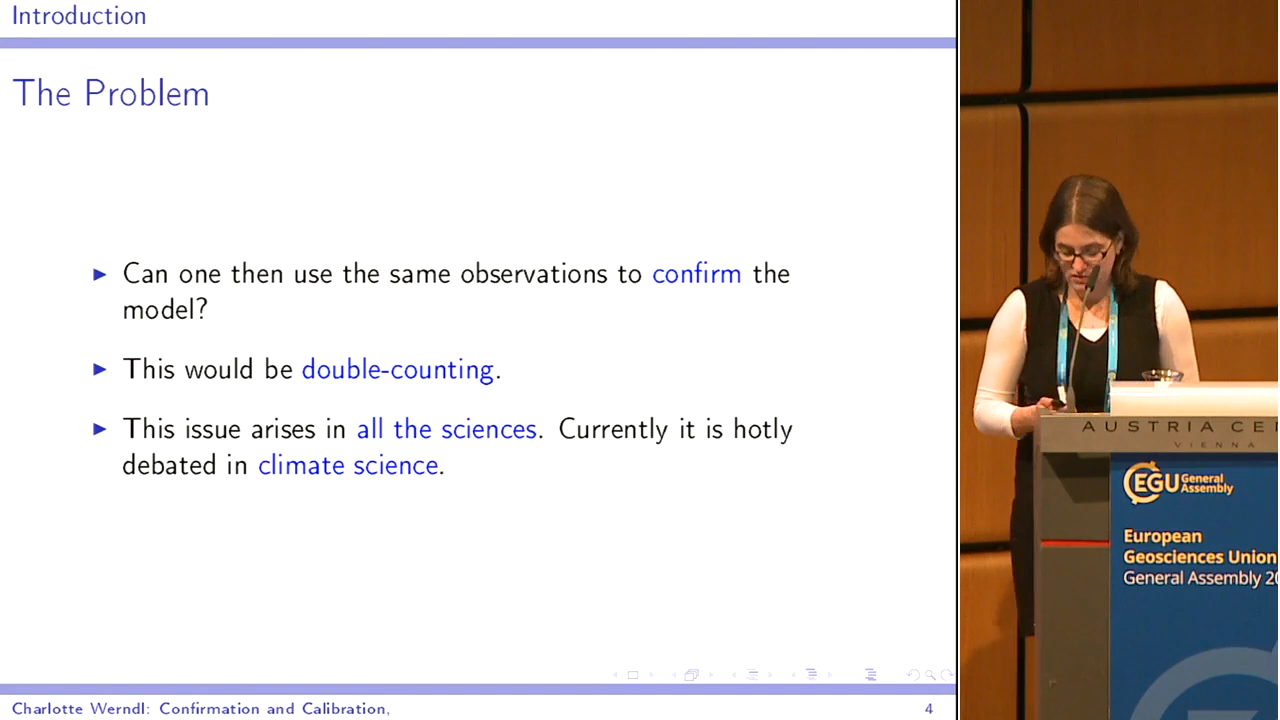 Introduction
The Problem
Can one then use the same observations to confirm the
model?
This would be double-counting.
This issue arises in all the sciences. Currently it is hotly
debated in climate science.
Charlotte Werndl: Confirmation and Calibration,
4
AUSTRIA CE
VIENNA
EGU General
Assembly
European
Geosciences Union
General Assembly 20